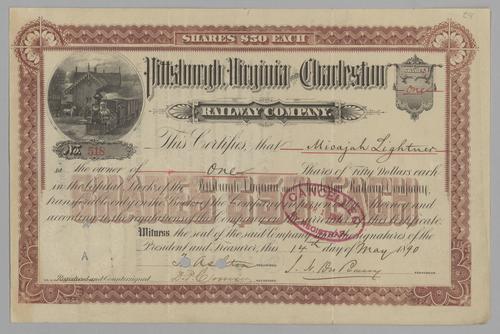 SHARES $50 EACH
Pittsburgh, Virginia and Charleston
RAILWAY COMPANY.
SHARES
One
No. 518
This Certifies, that Micajah Lightner
is the owner of One Shares of Fifty Dollars each
in the Capital Stock of the Pittsburgh, Virginia and Charleston Railway Company,
transferable only on the Books of the Company in person or by Attorney and
according to the regulations of the Company on surrender of this Certificate.
CANCELLED
Witness the seal of the said Company and the signatures of the
President and Treasurer, this 14th day of May 1890
Registered and Countersigned